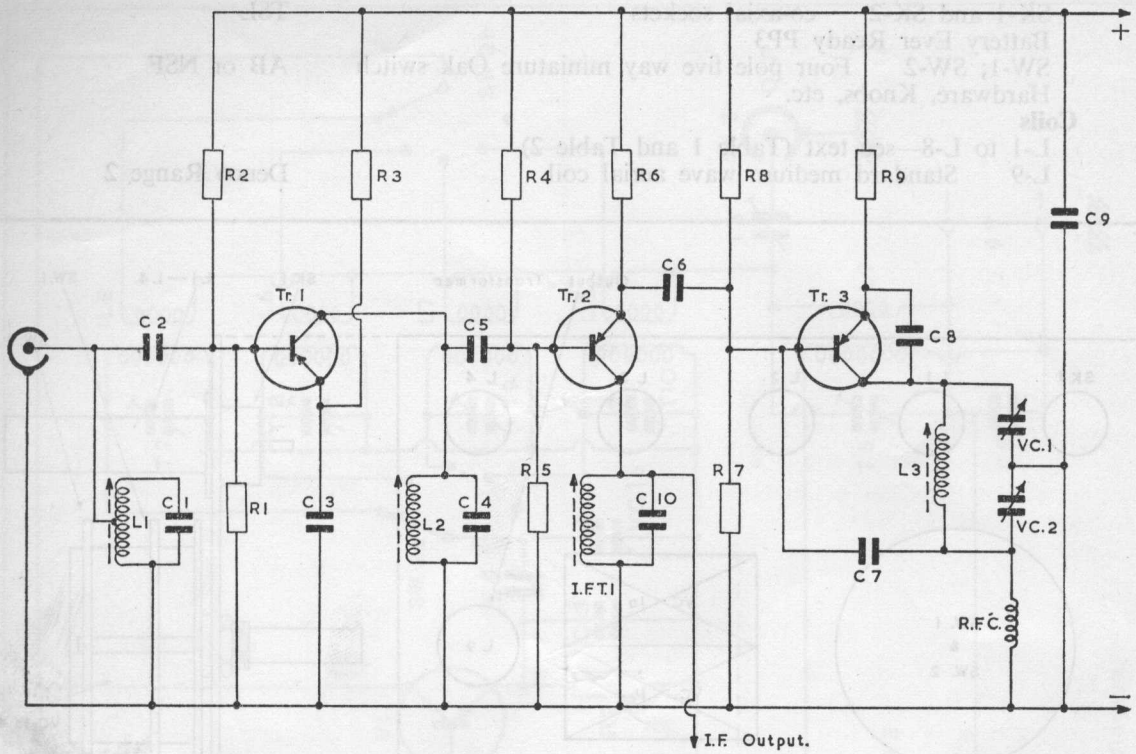 SK-1 and SK-2 co-axial sockets
Battery Ever Ready PP3
SW-1; SW-2 Four pole five way miniature Oak switch AB or NSF
Hardware, Knobs, etc.
Coils
L-1 to L-8 see text (Table 1 and Table 2)
L-9 Standard medium wave aerial coil Range 2
+
R2
R3
R4
R6
R8
R9
C9
C6
Tr.1
Tr.2
Tr.3
C2
C5
C8
VC.1
L3
L1
C1
R1
C3
L2
C4
R5
C10
R7
VC.2
I.F.T.1
C7
R.F.C.
−
I.F. Output.